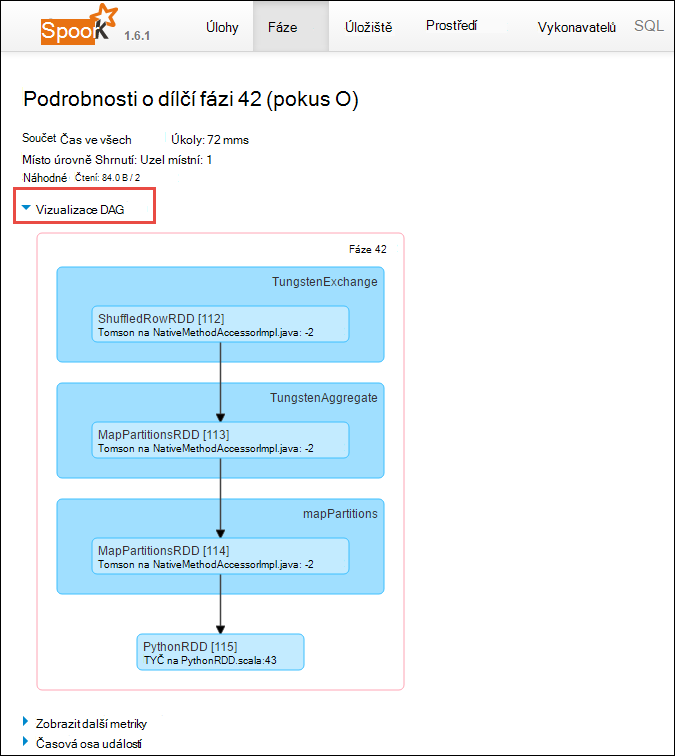 SpooK 1.6.1 Úlohy Fáze Úložiště Prostředí Vykonavatelů SQL
Podrobnosti o dílčí fázi 42 (pokus O)
Součet Čas ve všech Úkoly: 72 mms
Místo úrovně Shrnutí: Uzel místní: 1
Náhodné Čtení: 84.0 B / 2
Vizualizace DAG
Fáze 42
TungstenExchange
ShuffledRowRDD [112]
Tomson na NativeMethodAccessorImpl.java: -2
TungstenAggregate
MapPartitionsRDD [113]
Tomson na NativeMethodAccessorImpl.java: -2
mapPartitions
MapPartitionsRDD [114]
Tomson na NativeMethodAccessorImpl.java: -2
PythonRDD [115]
TYČ na PythonRDD.scala:43
Zobrazit další metriky
Časová osa událostí